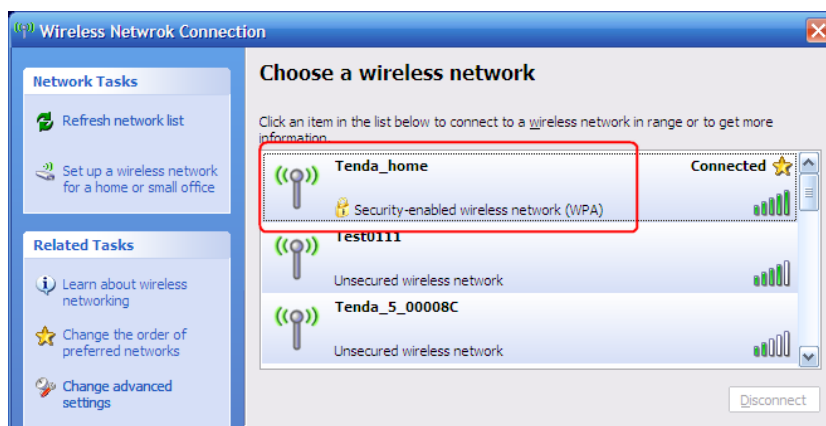 Wireless Netwrok Connection
Network Tasks
Refresh network list
Set up a wireless network
for a home or small office
Related Tasks
Learn about wireless
networking
Change the order of
preferred networks
Change advanced
settings
Choose a wireless network
Click an item in the list below to connect to a wireless network in range or to get more
information.
Tenda_home Connected
Security-enabled wireless network (WPA)
Test0111
Unsecured wireless network
Tenda_5_00008C
Unsecured wireless network
Disconnect